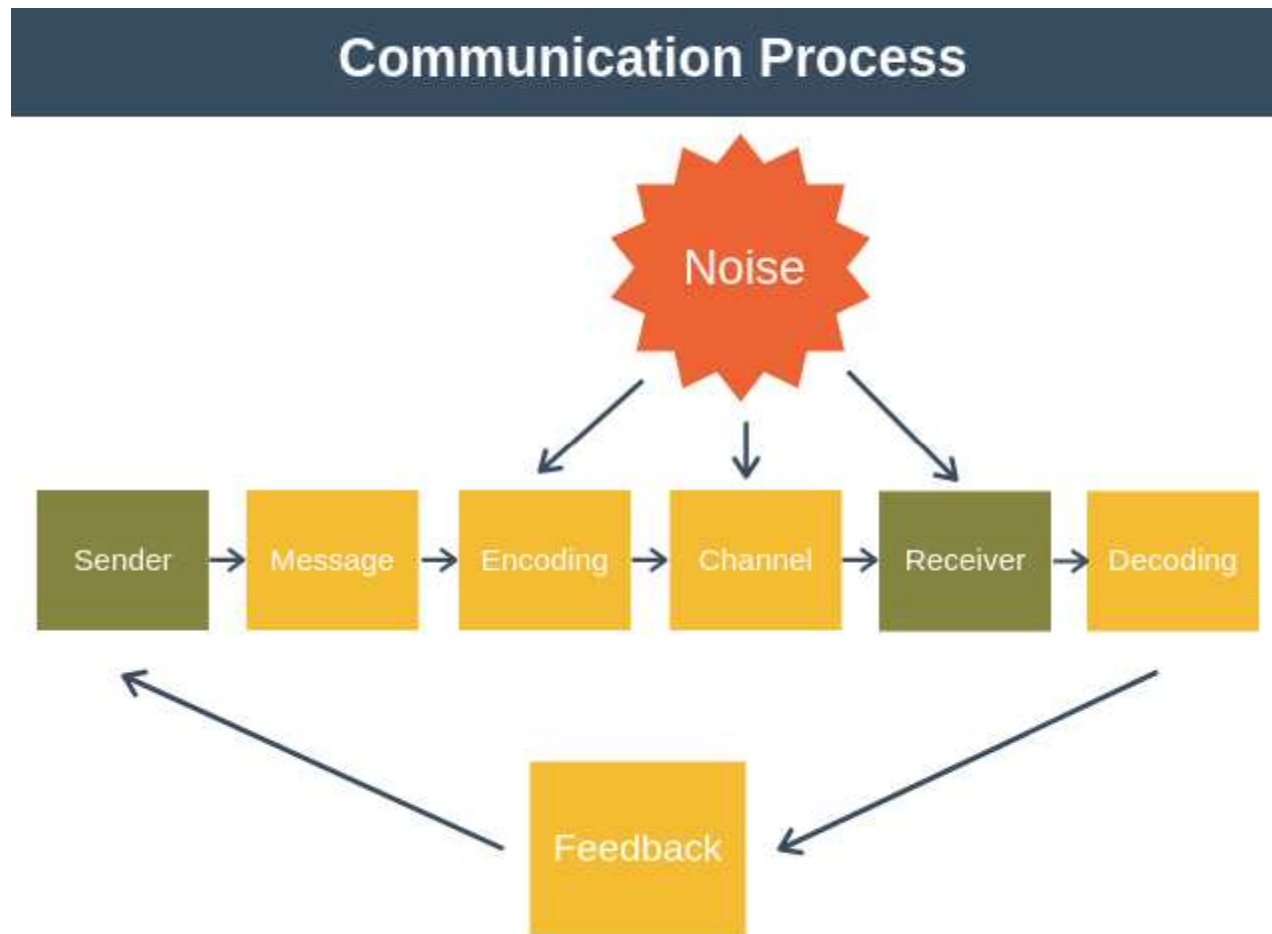 Communication Process
Noise
Sender
Message
Encoding
Channel
Receiver
Decoding
Feedback